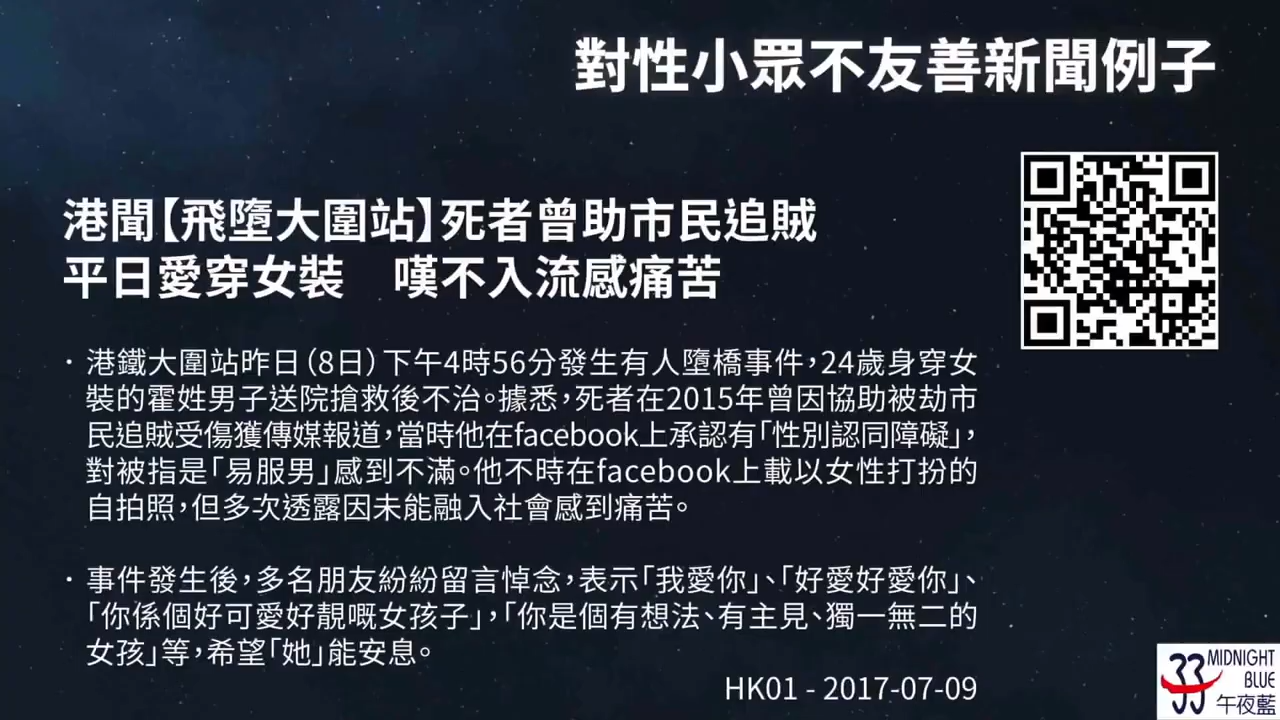 對性小眾不友善新聞例子
港聞【飛墮大圍站】死者曾助市民追賊
平日愛穿女裝　嘆不入流感痛苦
· 港鐵大圍站昨日（8日）下午4時56分發生有人墮橋事件，24歲身穿女
裝的霍姓男子送院搶救後不治。據悉，死者在2015年曾因協助被劫市
民追賊受傷獲傳媒報道，當時他在facebook上承認有「性別認同障礙」，
對被指是「易服男」感到不滿。他不時在facebook上載以女性打扮的
自拍照，但多次透露因未能融入社會感到痛苦。
· 事件發生後，多名朋友紛紛留言悼念，表示「我愛你」、「好愛好愛你」、
「你係個好可愛好靚嘅女孩子」，「你是個有想法、有主見、獨一無二的
女孩」等，希望「她」能安息。
HK01 - 2017-07-09
MIDNIGHT
BLUE
午夜藍